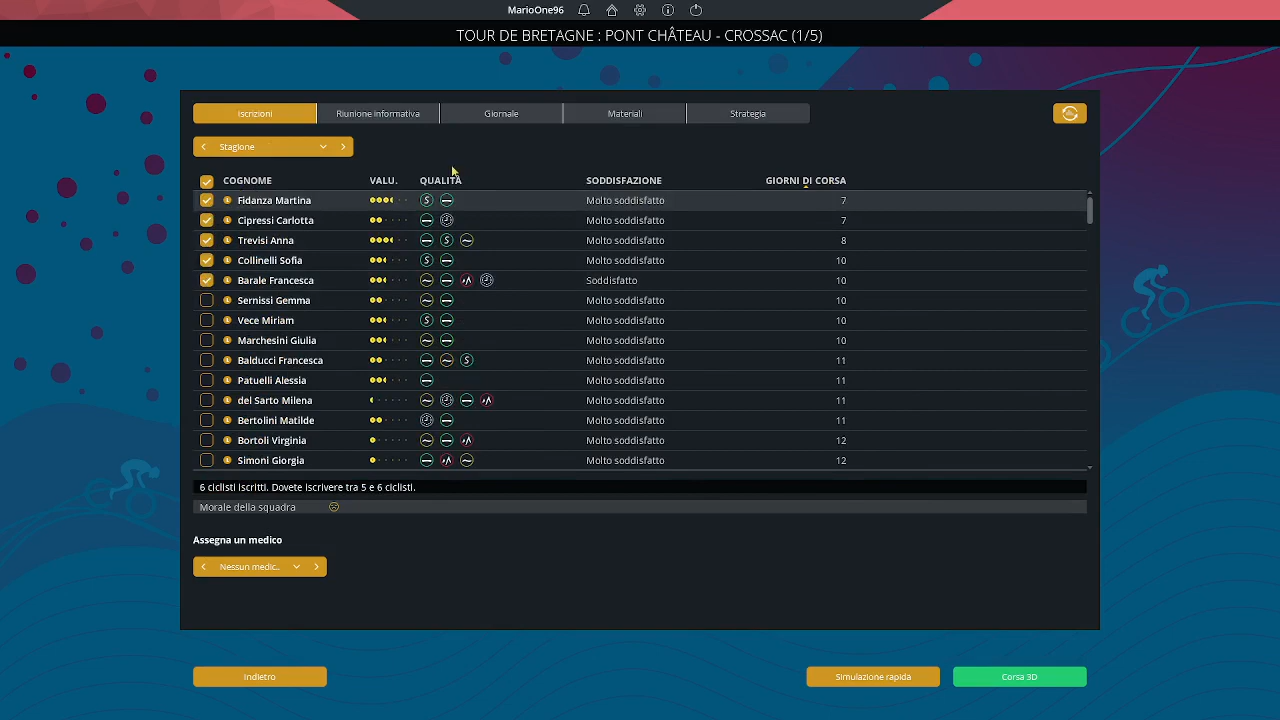 MarioOne96
TOUR DE BRETAGNE : PONT CHÂTEAU - CROSSAC (1/5)
Iscrizioni Riunione informativa Giornale Materiali Strategia
Stagione
COGNOME VALU. QUALITÀ SODDISFAZIONE GIORNI DI CORSA
Fidanza Martina S Molto soddisfatto 7
Cipressi Carlotta Molto soddisfatto 7
Trevisi Anna S Molto soddisfatto 8
Collinelli Sofia S Molto soddisfatto 10
Barale Francesca Soddisfatto 10
Sernissi Gemma Molto soddisfatto 10
Vece Miriam S Molto soddisfatto 10
Marchesini Giulia Molto soddisfatto 10
Balducci Francesca S Molto soddisfatto 11
Patuelli Alessia Molto soddisfatto 11
del Sarto Milena Molto soddisfatto 11
Bertolini Matilde Molto soddisfatto 11
Bortoli Virginia Molto soddisfatto 12
Simoni Giorgia Molto soddisfatto 12
6 ciclisti iscritti. Dovete iscrivere tra 5 e 6 ciclisti.
Morale della squadra
Assegna un medico
Nessun medic..
Indietro Simulazione rapida Corsa 3D